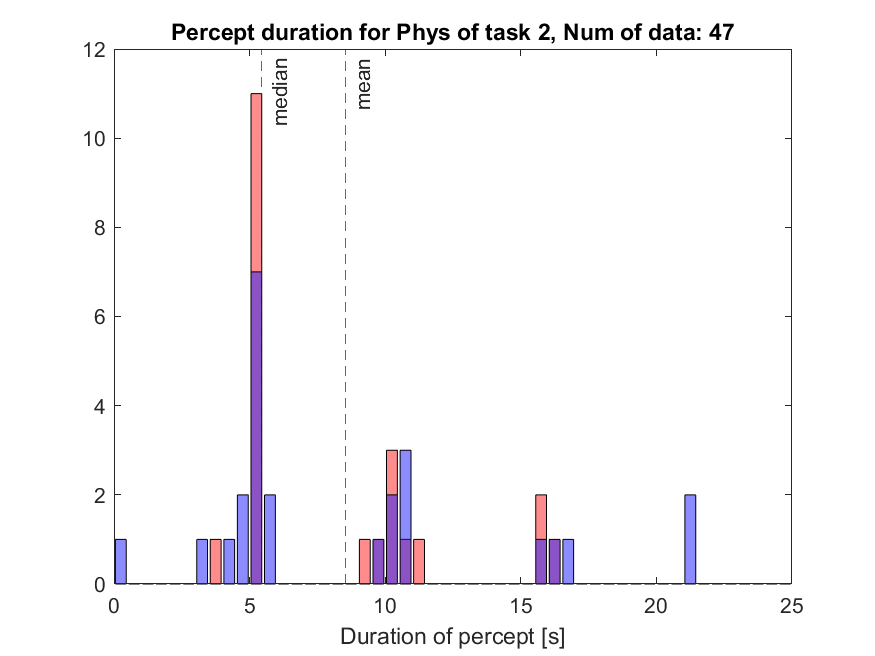 Percept duration for Phys of task 2, Num of data: 47
12
10
8
6
4
2
0
median
mean
0 5 10 15 20 25
Duration of percept [s]